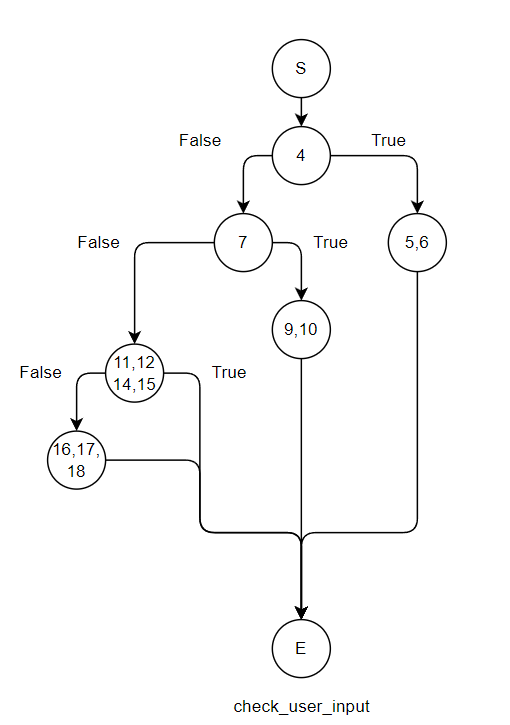 S
False
True
4
False
7
True
5,6
9,10
False
11,12
14,15
True
16,17,
18
E
check_user_input